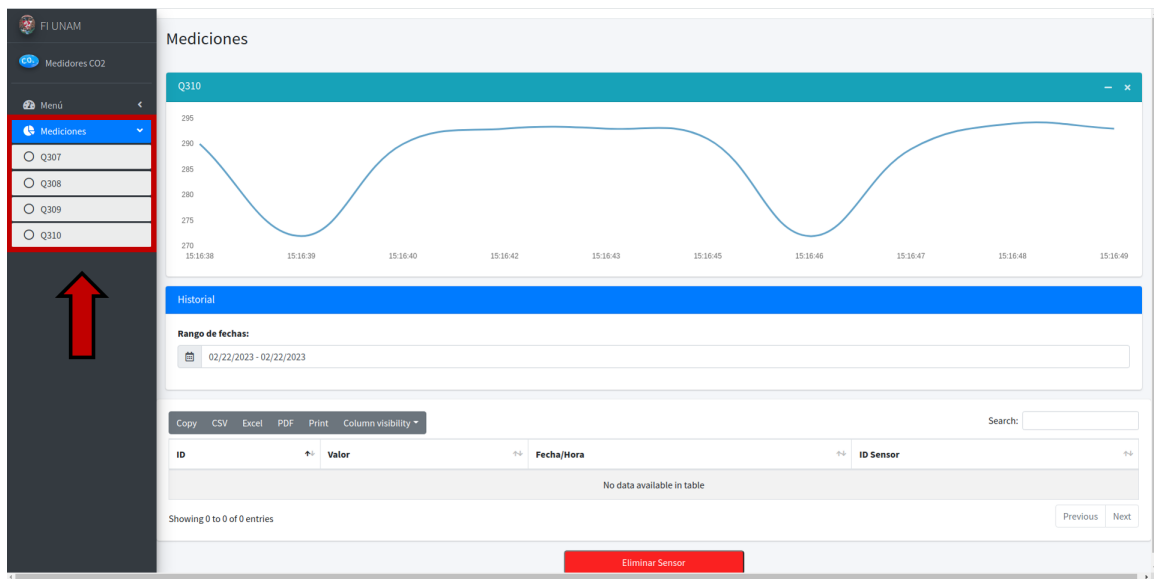 FI UNAM
CO2
Medidores CO2
Menú
Mediciones
Q307
Q308
Q309
Q310
Mediciones
Q310
295
290
285
280
275
270
15:16:38 15:16:39 15:16:40 15:16:42 15:16:43 15:16:45 15:16:46 15:16:47 15:16:48 15:16:49
Historial
Rango de fechas:
02/22/2023 - 02/22/2023
Copy CSV Excel PDF Print Column visibility
Search:
ID Valor Fecha/Hora ID Sensor
No data available in table
Showing 0 to 0 of 0 entries
Previous Next
Eliminar Sensor